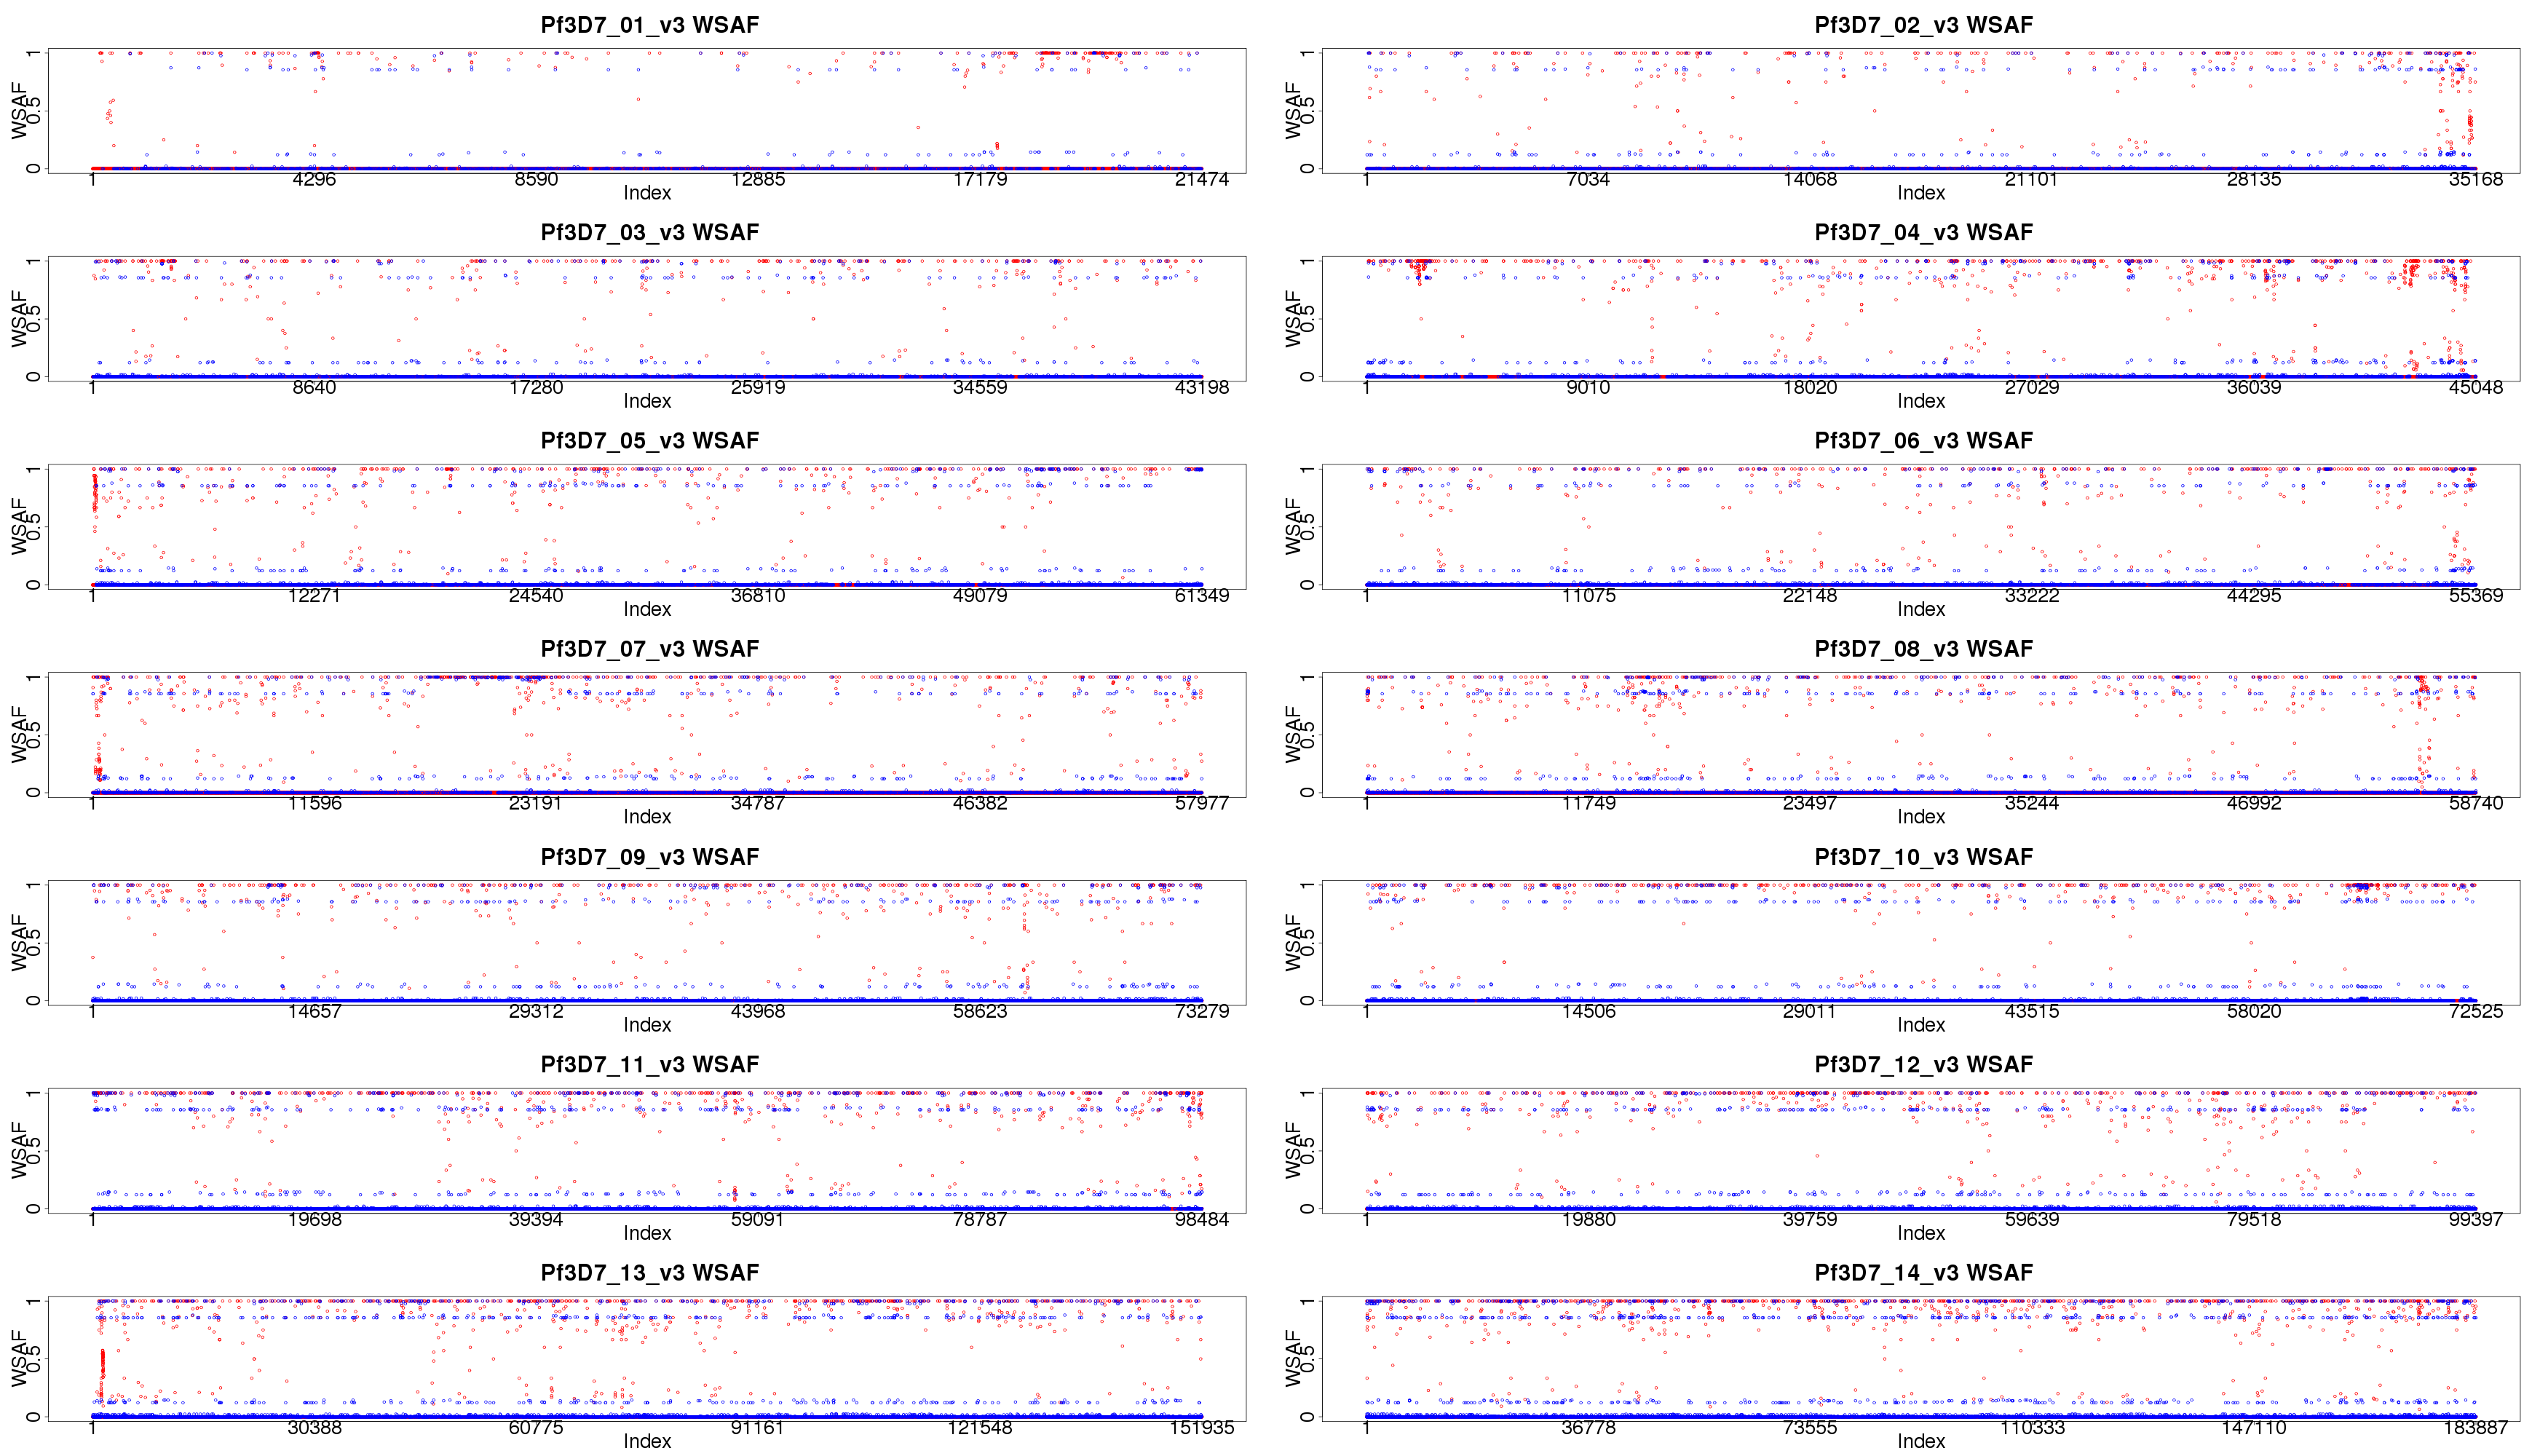 Pf3D7_01_v3 WSAF
WSAF
1
0.5
0
1 4296 8590 12885 17179 21474
Index
Pf3D7_02_v3 WSAF
WSAF
1
0.5
0
1 7034 14068 21101 28135 35168
Index
Pf3D7_03_v3 WSAF
WSAF
1
0.5
0
1 8640 17280 25919 34559 43198
Index
Pf3D7_04_v3 WSAF
WSAF
1
0.5
0
1 9010 18020 27029 36039 45048
Index
Pf3D7_05_v3 WSAF
WSAF
1
0.5
0
1 12271 24540 36810 49079 61349
Index
Pf3D7_06_v3 WSAF
WSAF
1
0.5
0
1 11075 22148 33222 44295 55369
Index
Pf3D7_07_v3 WSAF
WSAF
1
0.5
0
1 11596 23191 34787 46382 57977
Index
Pf3D7_08_v3 WSAF
WSAF
1
0.5
0
1 11749 23497 35244 46992 58740
Index
Pf3D7_09_v3 WSAF
WSAF
1
0.5
0
1 14657 29312 43968 58623 73279
Index
Pf3D7_10_v3 WSAF
WSAF
1
0.5
0
1 14506 29011 43515 58020 72525
Index
Pf3D7_11_v3 WSAF
WSAF
1
0.5
0
1 19698 39394 59091 78787 98484
Index
Pf3D7_12_v3 WSAF
WSAF
1
0.5
0
1 19880 39759 59639 79518 99397
Index
Pf3D7_13_v3 WSAF
WSAF
1
0.5
0
1 30388 60775 91161 121548 151935
Index
Pf3D7_14_v3 WSAF
WSAF
1
0.5
0
1 36778 73555 110333 147110 183887
Index